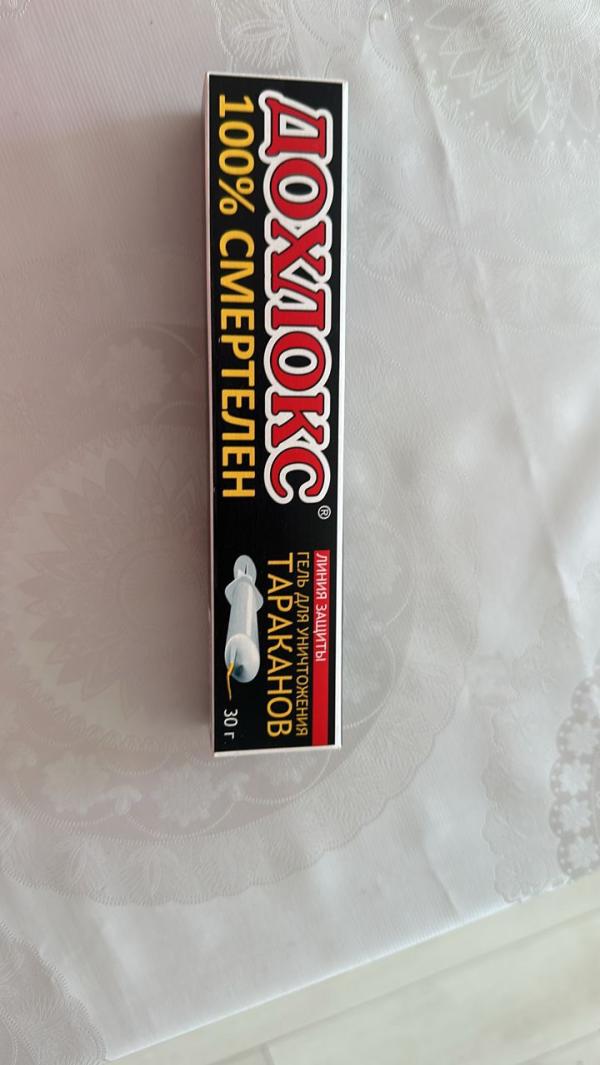 ДОХЛОКС®
100% СМЕРТЕЛЕН
ЛИНИЯ ЗАЩИТЫ
ГЕЛЬ ДЛЯ УНИЧТОЖЕНИЯ
ТАРАКАНОВ
30 г